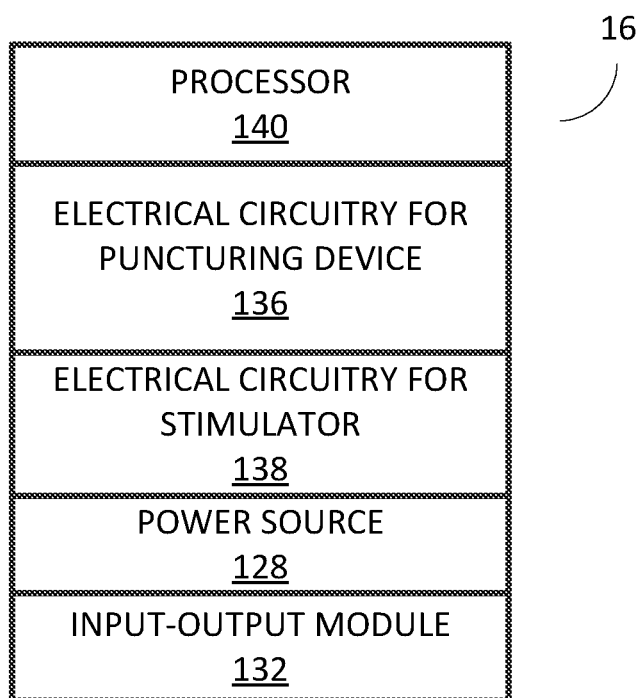 16
PROCESSOR
140
ELECTRICAL CIRCUITRY FOR
PUNCTURING DEVICE
136
ELECTRICAL CIRCUITRY FOR
STIMULATOR
138
POWER SOURCE
128
INPUT-OUTPUT MODULE
132